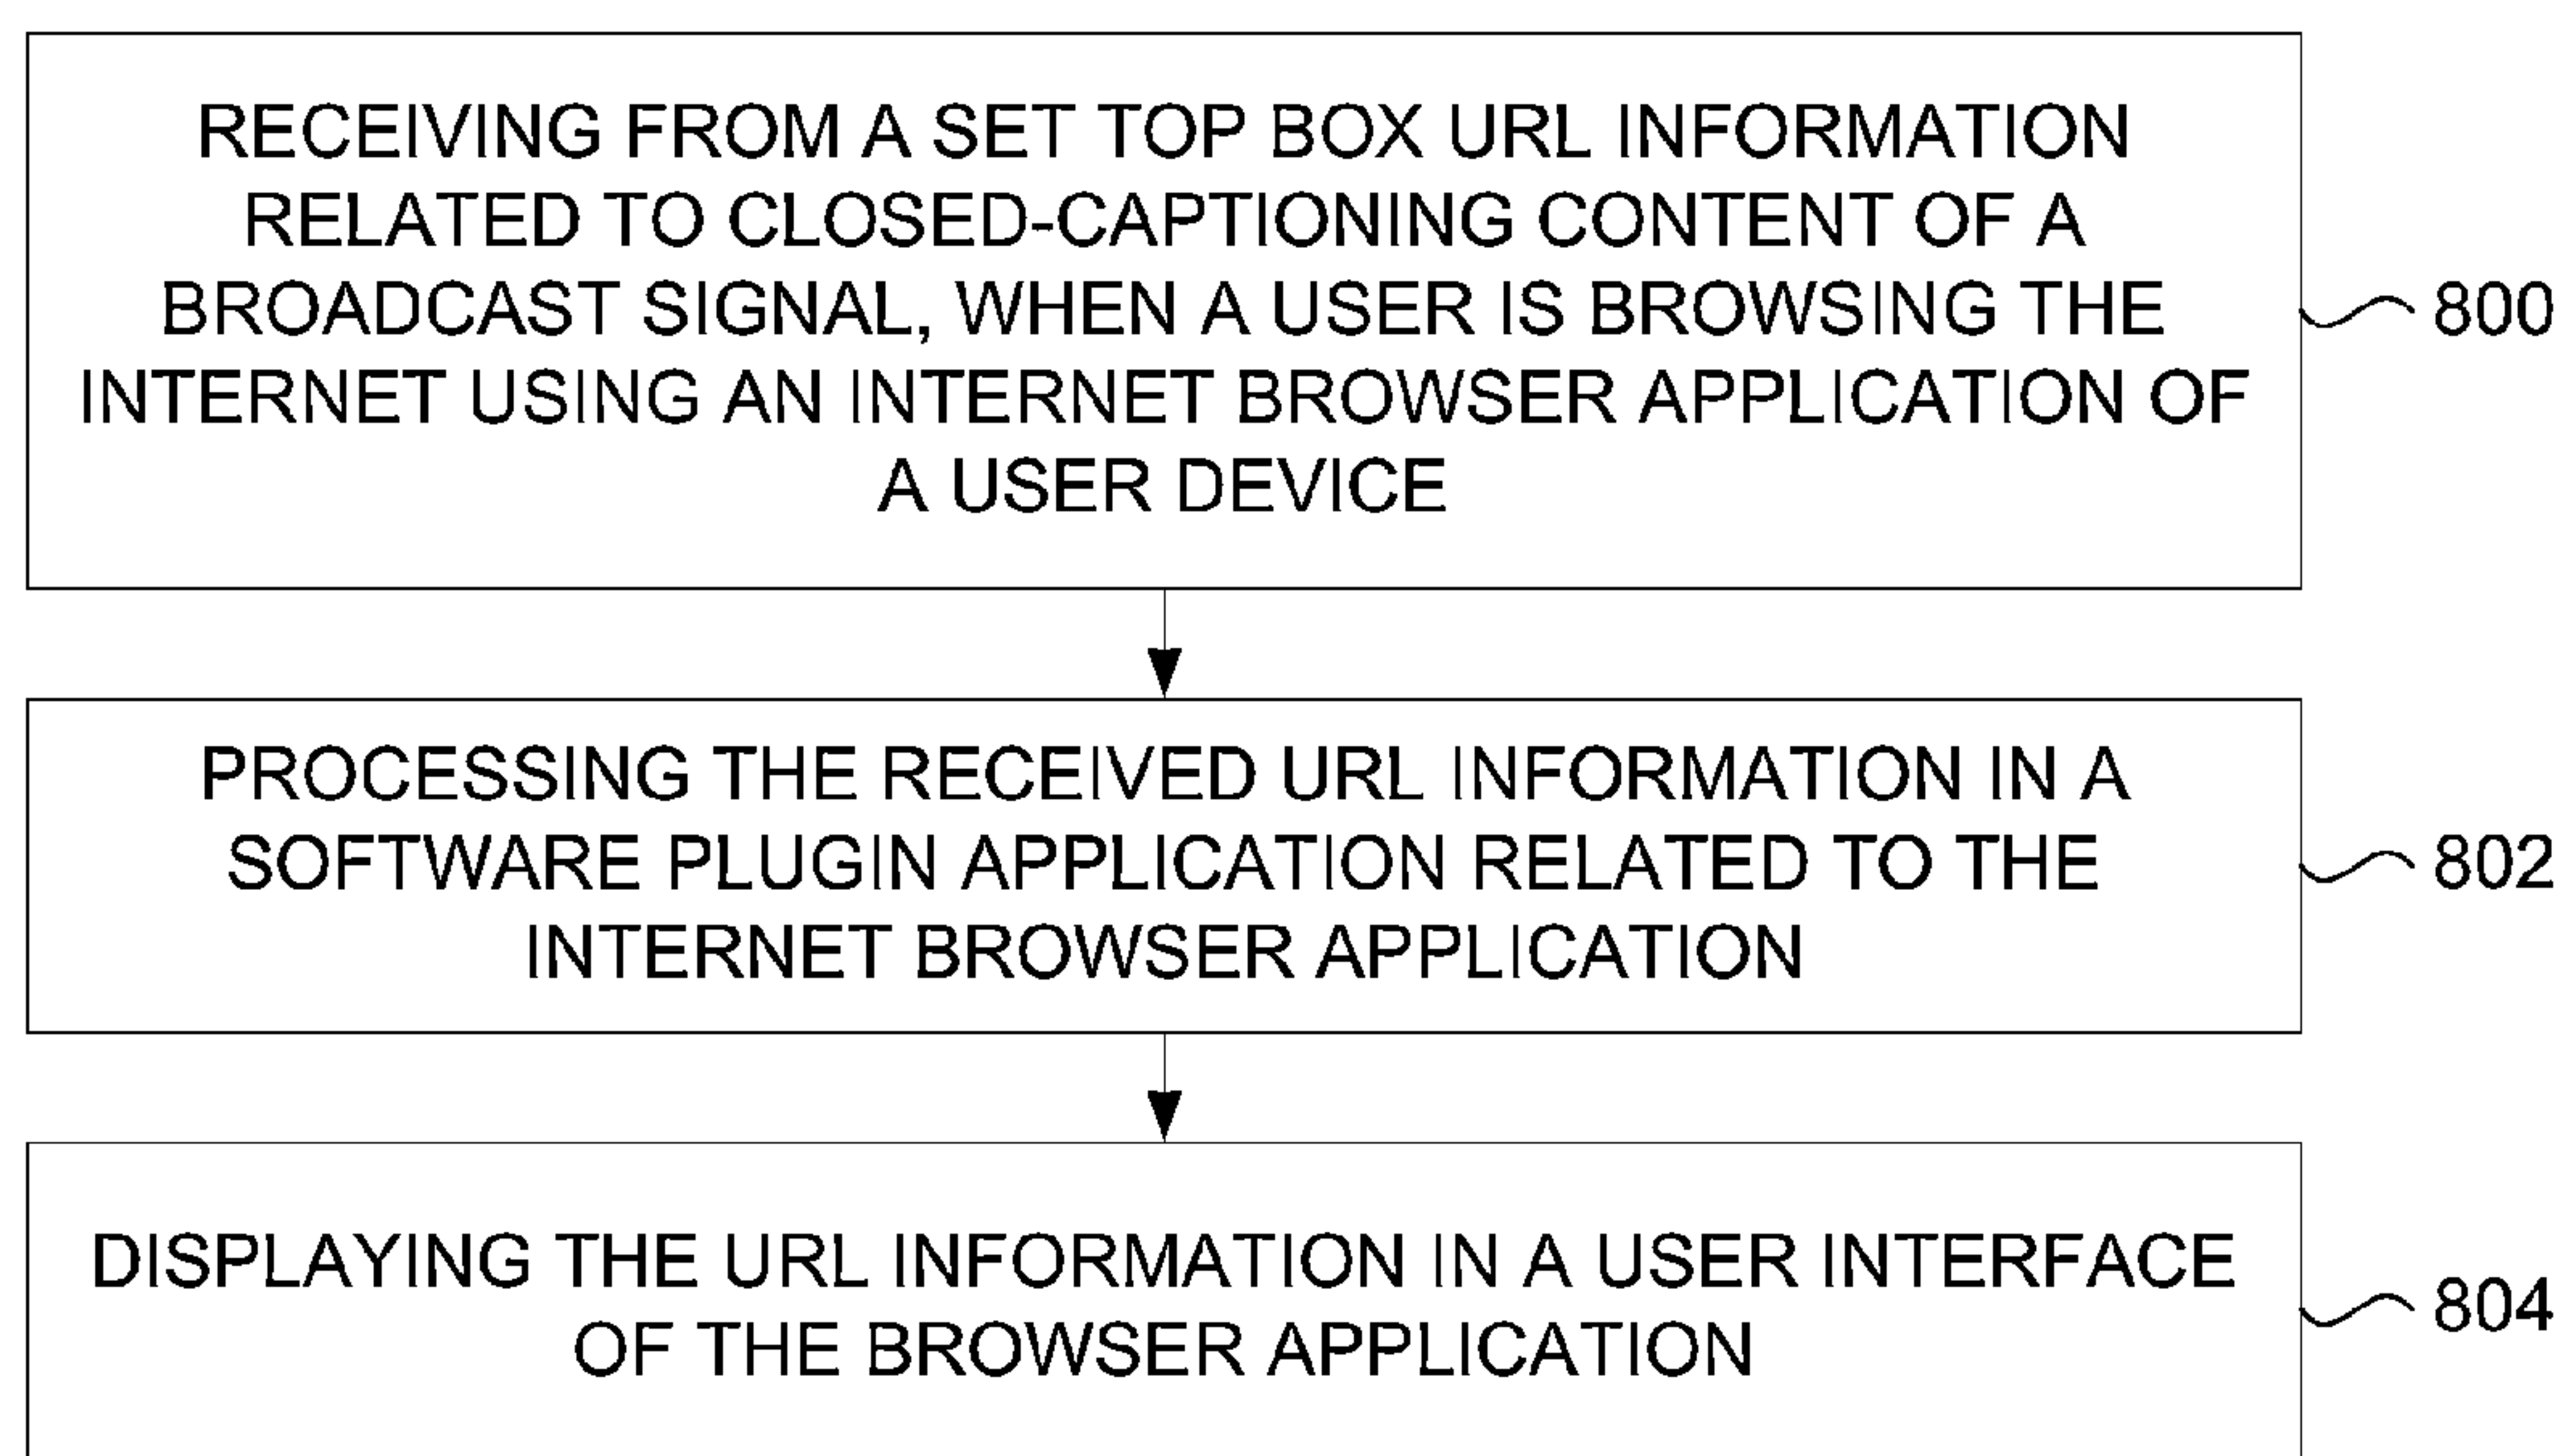 RECEIVING FROM A SET TOP BOX URL INFORMATION
RELATED TO CLOSED-CAPTIONING CONTENT OF A
BROADCAST SIGNAL, WHEN A USER IS BROWSING THE
INTERNET USING AN INTERNET BROWSER APPLICATION OF
A USER DEVICE
800
PROCESSING THE RECEIVED URL INFORMATION IN A
SOFTWARE PLUGIN APPLICATION RELATED TO THE
INTERNET BROWSER APPLICATION
802
DISPLAYING THE URL INFORMATION IN A USER INTERFACE
OF THE BROWSER APPLICATION
804